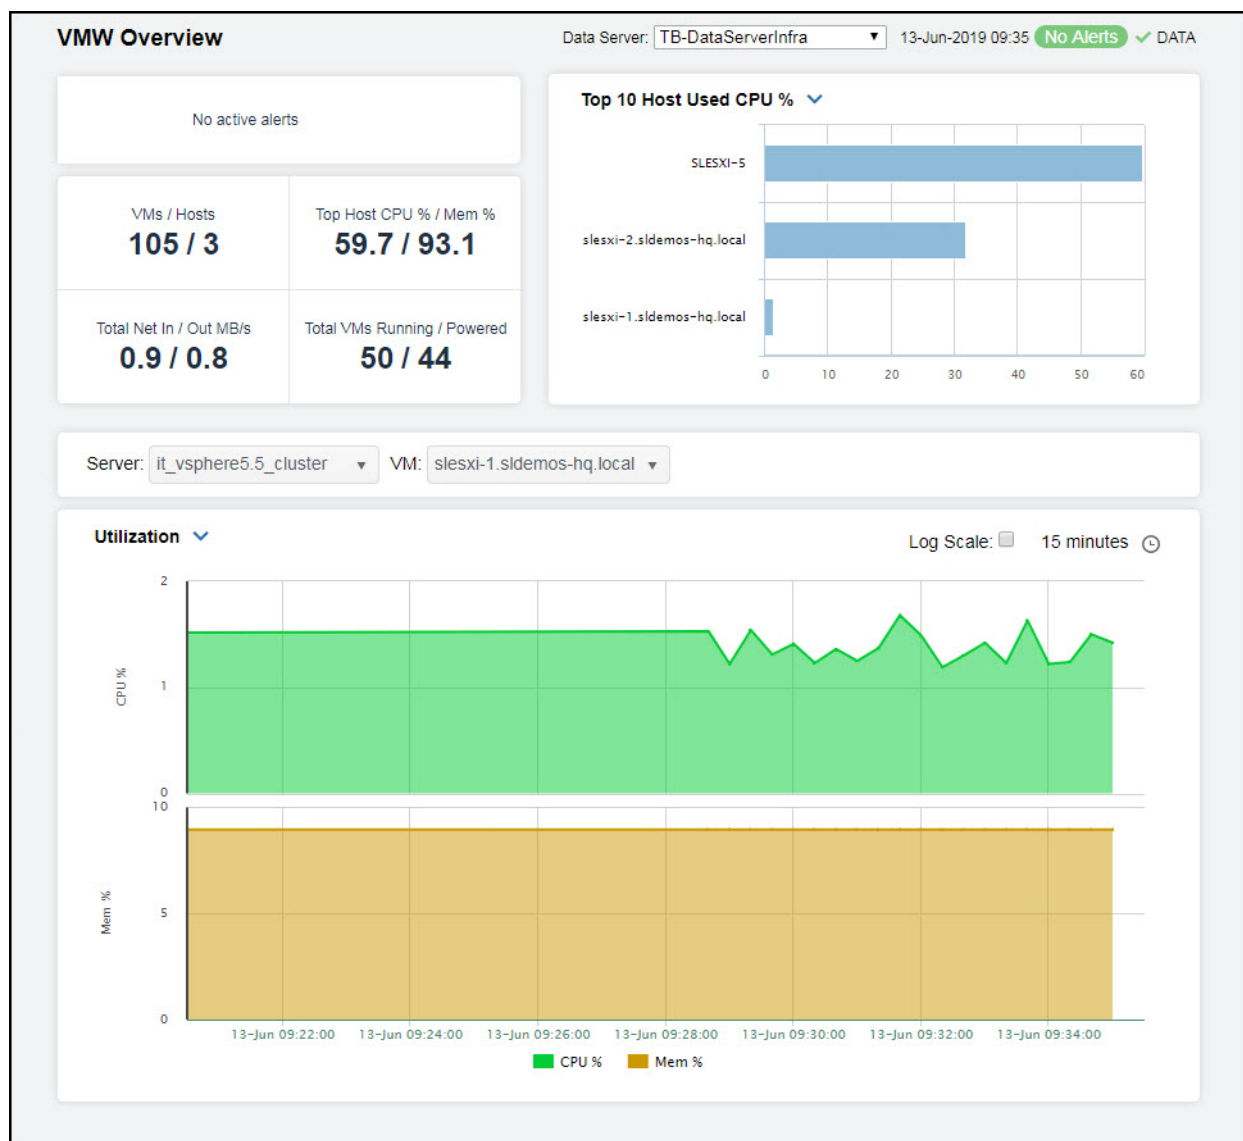 VMW Overview
Data Server: TB-DataServerInfra 13-Jun-2019 09:35 No Alerts DATA
No active alerts
VMs / Hosts
105 / 3
Top Host CPU % / Mem %
59.7 / 93.1
Total Net In / Out MB/s
0.9 / 0.8
Total VMs Running / Powered
50 / 44
Top 10 Host Used CPU %
SLESXI-5
slesxi-2.sldemos-hq.local
slesxi-1.sldemos-hq.local
0 10 20 30 40 50 60
Server: it_vsphere5.5_cluster VM: slesxi-1.sldemos-hq.local
Utilization
Log Scale: 15 minutes
2
1
0
CPU %
10
5
0
Mem %
13-Jun 09:22:00 13-Jun 09:24:00 13-Jun 09:26:00 13-Jun 09:28:00 13-Jun 09:30:00 13-Jun 09:32:00 13-Jun 09:34:00
CPU % Mem %